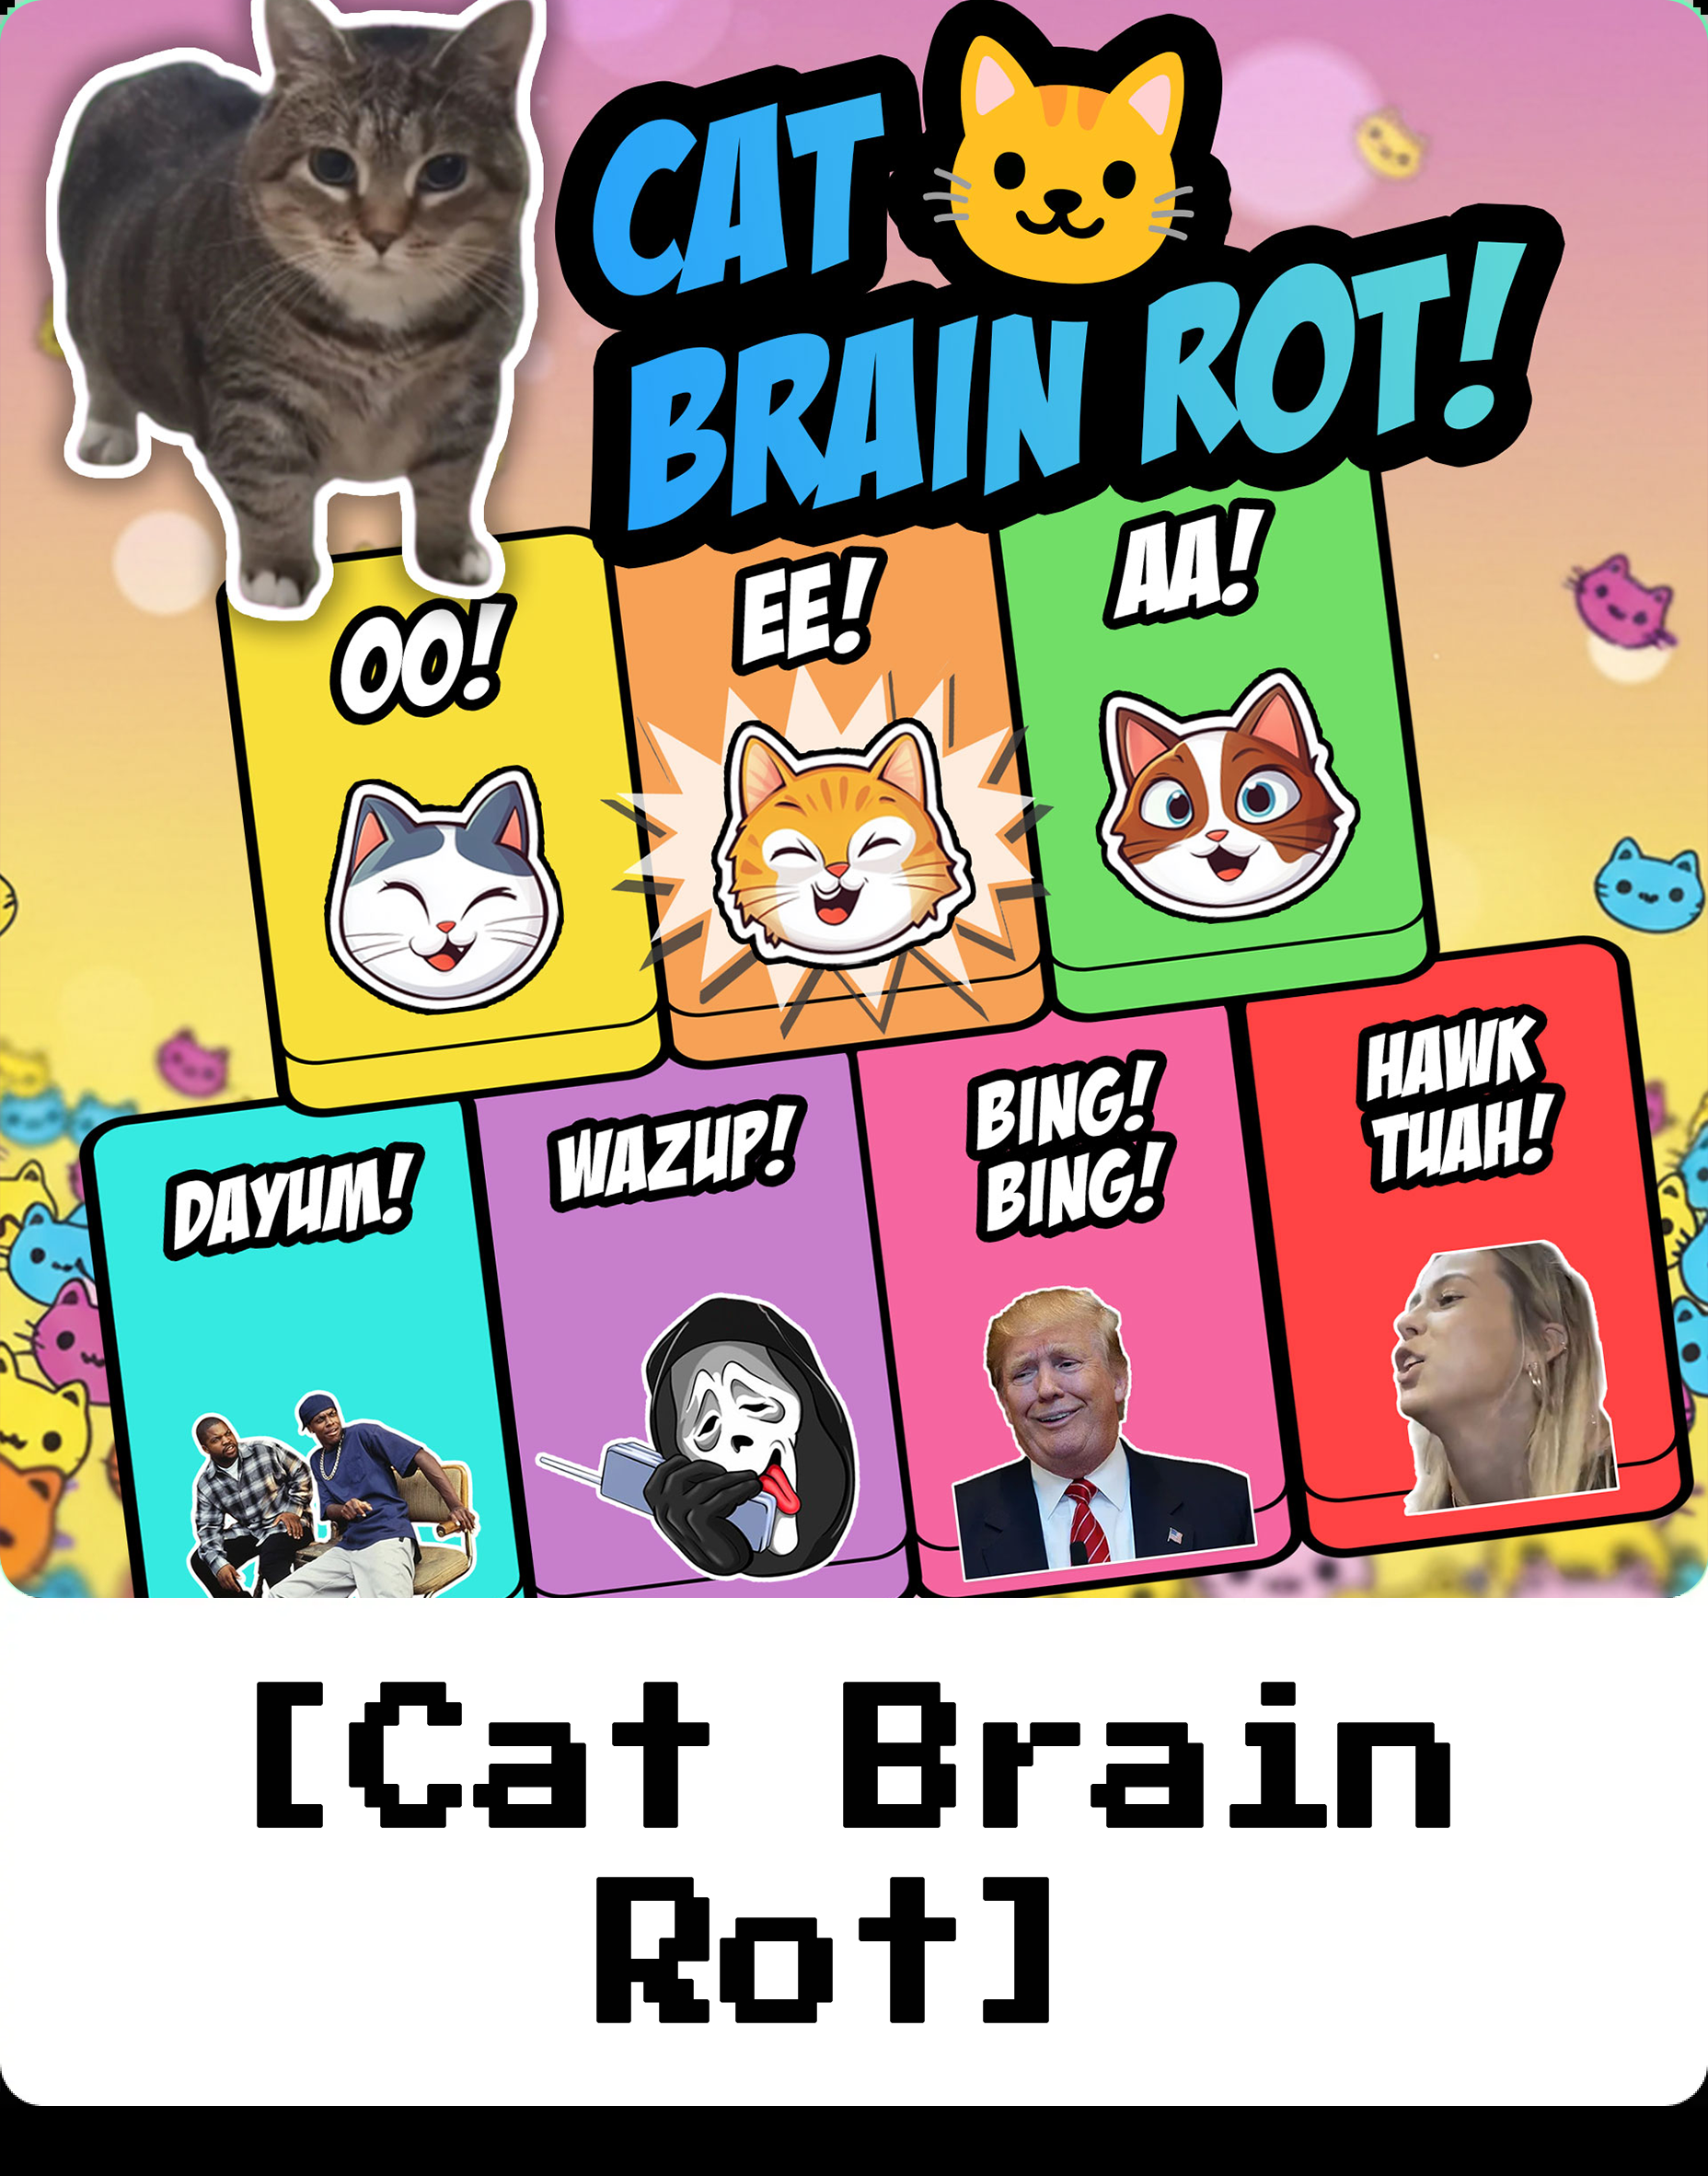 CAT
BRAIN ROT!
OO!
EE!
AA!
DAYUM!
WAZUP!
BING!
BING!
HAWK
TUAH!
[Cat Brain
Rot]